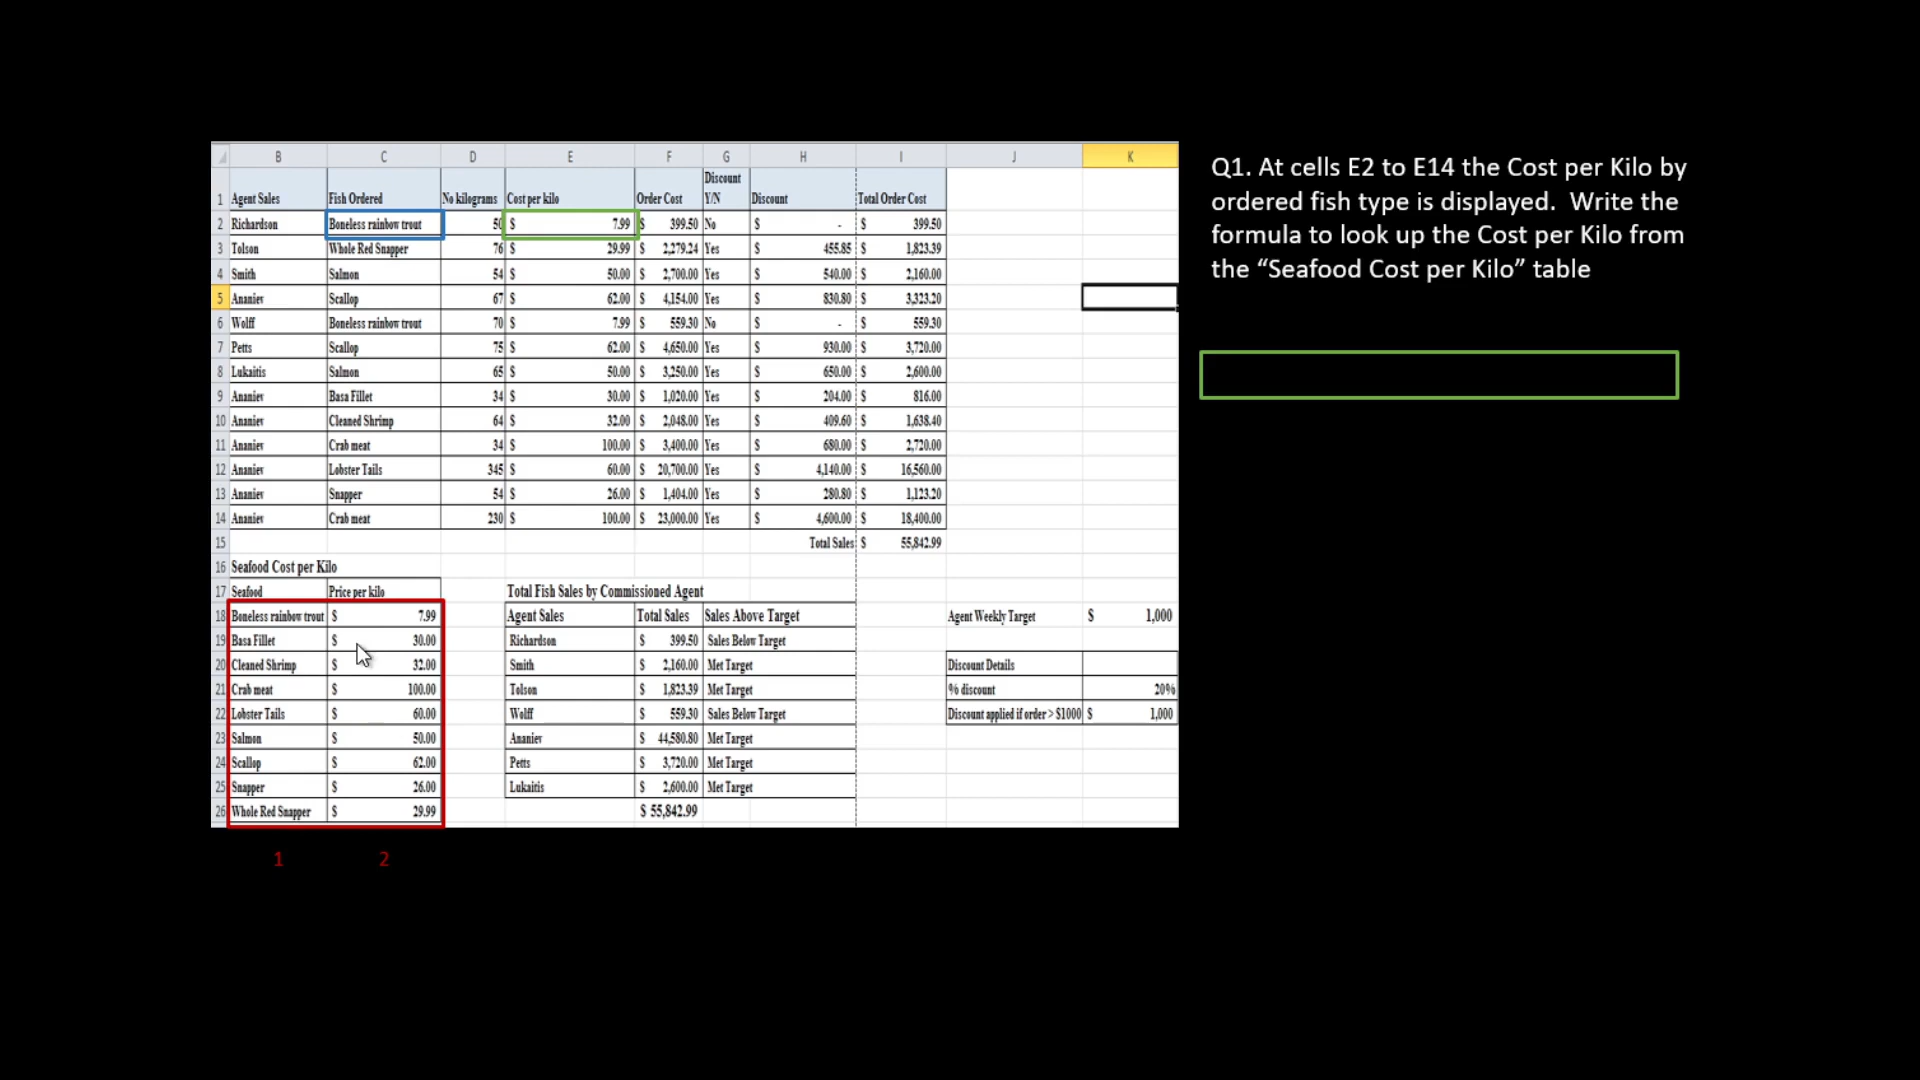 B C D E F G H I J K
1 Agent Sales Fish Ordered No kilograms Cost per kilo Order Cost Discount Y/N Discount Total Order Cost
2 Richardson Boneless rainbow trout 50 $ 7.99 $ 399.50 No $ - $ 399.50
3 Tolson Whole Red Snapper 76 $ 29.99 $ 2,279.24 Yes $ 455.85 $ 1,823.39
4 Smith Salmon 54 $ 50.00 $ 2,700.00 Yes $ 540.00 $ 2,160.00
5 Ananiev Scallop 67 $ 62.00 $ 4,154.00 Yes $ 830.80 $ 3,323.20
6 Wolff Boneless rainbow trout 70 $ 7.99 $ 559.30 No $ - $ 559.30
7 Petts Scallop 75 $ 62.00 $ 4,650.00 Yes $ 930.00 $ 3,720.00
8 Lukaitis Salmon 65 $ 50.00 $ 3,250.00 Yes $ 650.00 $ 2,600.00
9 Ananiev Basa Fillet 34 $ 30.00 $ 1,020.00 Yes $ 204.00 $ 816.00
10 Ananiev Cleaned Shrimp 64 $ 32.00 $ 2,048.00 Yes $ 409.60 $ 1,638.40
11 Ananiev Crab meat 34 $ 100.00 $ 3,400.00 Yes $ 680.00 $ 2,720.00
12 Ananiev Lobster Tails 345 $ 60.00 $ 20,700.00 Yes $ 4,140.00 $ 16,560.00
13 Ananiev Snapper 54 $ 26.00 $ 1,404.00 Yes $ 280.80 $ 1,123.20
14 Ananiev Crab meat 230 $ 100.00 $ 23,000.00 Yes $ 4,600.00 $ 18,400.00
15 Total Sales $ 55,842.99
16 Seafood Cost per Kilo
17 Seafood Price per kilo Total Fish Sales by Commissioned Agent
18 Boneless rainbow trout $ 7.99 Agent Sales Total Sales Sales Above Target Agent Weekly Target $ 1,000
19 Basa Fillet $ 30.00 Richardson $ 399.50 Sales Below Target
20 Cleaned Shrimp $ 32.00 Smith $ 2,160.00 Met Target Discount Details
21 Crab meat $ 100.00 Tolson $ 1,823.39 Met Target % discount 20%
22 Lobster Tails $ 60.00 Wolff $ 559.30 Sales Below Target Discount applied if order > $1000 $ 1,000
23 Salmon $ 50.00 Ananiev $ 44,580.80 Met Target
24 Scallop $ 62.00 Petts $ 3,720.00 Met Target
25 Snapper $ 26.00 Lukaitis $ 2,600.00 Met Target
26 Whole Red Snapper $ 29.99 $ 55,842.99
1 2
Q1. At cells E2 to E14 the Cost per Kilo by
ordered fish type is displayed. Write the
formula to look up the Cost per Kilo from
the “Seafood Cost per Kilo” table